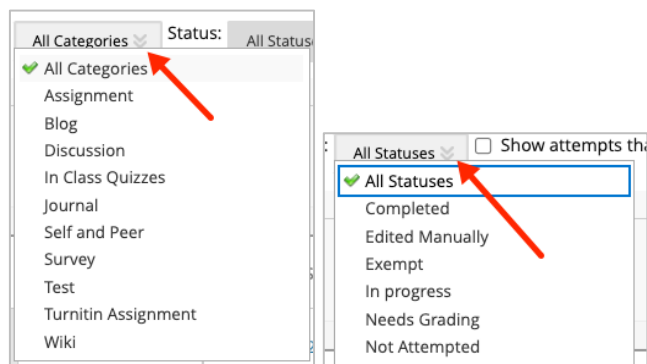 All Categories Status: All Statuse
All Categories
Assignment
Blog
Discussion
In Class Quizzes
Journal
Self and Peer
Survey
Test
Turnitin Assignment
Wiki
: All Statuses Show attempts tha
All Statuses
Completed
Edited Manually
Exempt
In progress
Needs Grading
Not Attempted